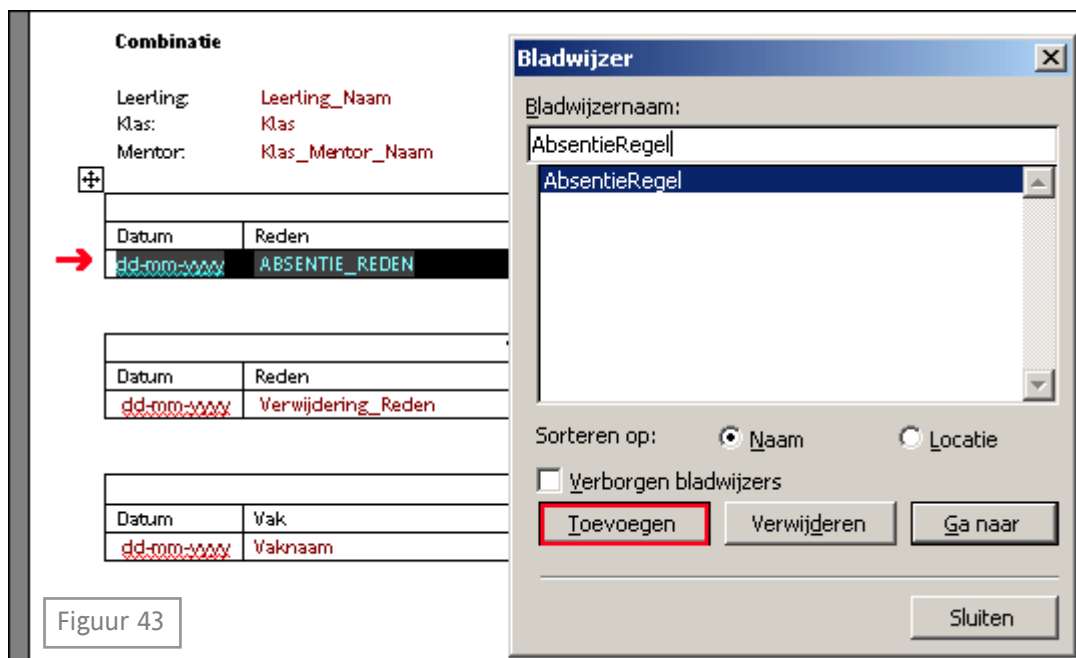 Combinatie
Leerling: Leerling_Naam
Klas: Klas
Mentor: Klas_Mentor_Naam
Datum Reden
dd-mm-yyyy ABSENTIE_REDEN
Datum Reden
dd-mm-yyyy Verwijdering_Reden
Datum Vak
dd-mm-yyyy Vaknaam
Figuur 43
Bladwijzer
Bladwijzernaam:
AbsentieRegel
AbsentieRegel
Sorteren op: Naam Locatie
Verborgen bladwijzers
Toevoegen Verwijderen Ga naar
Sluiten